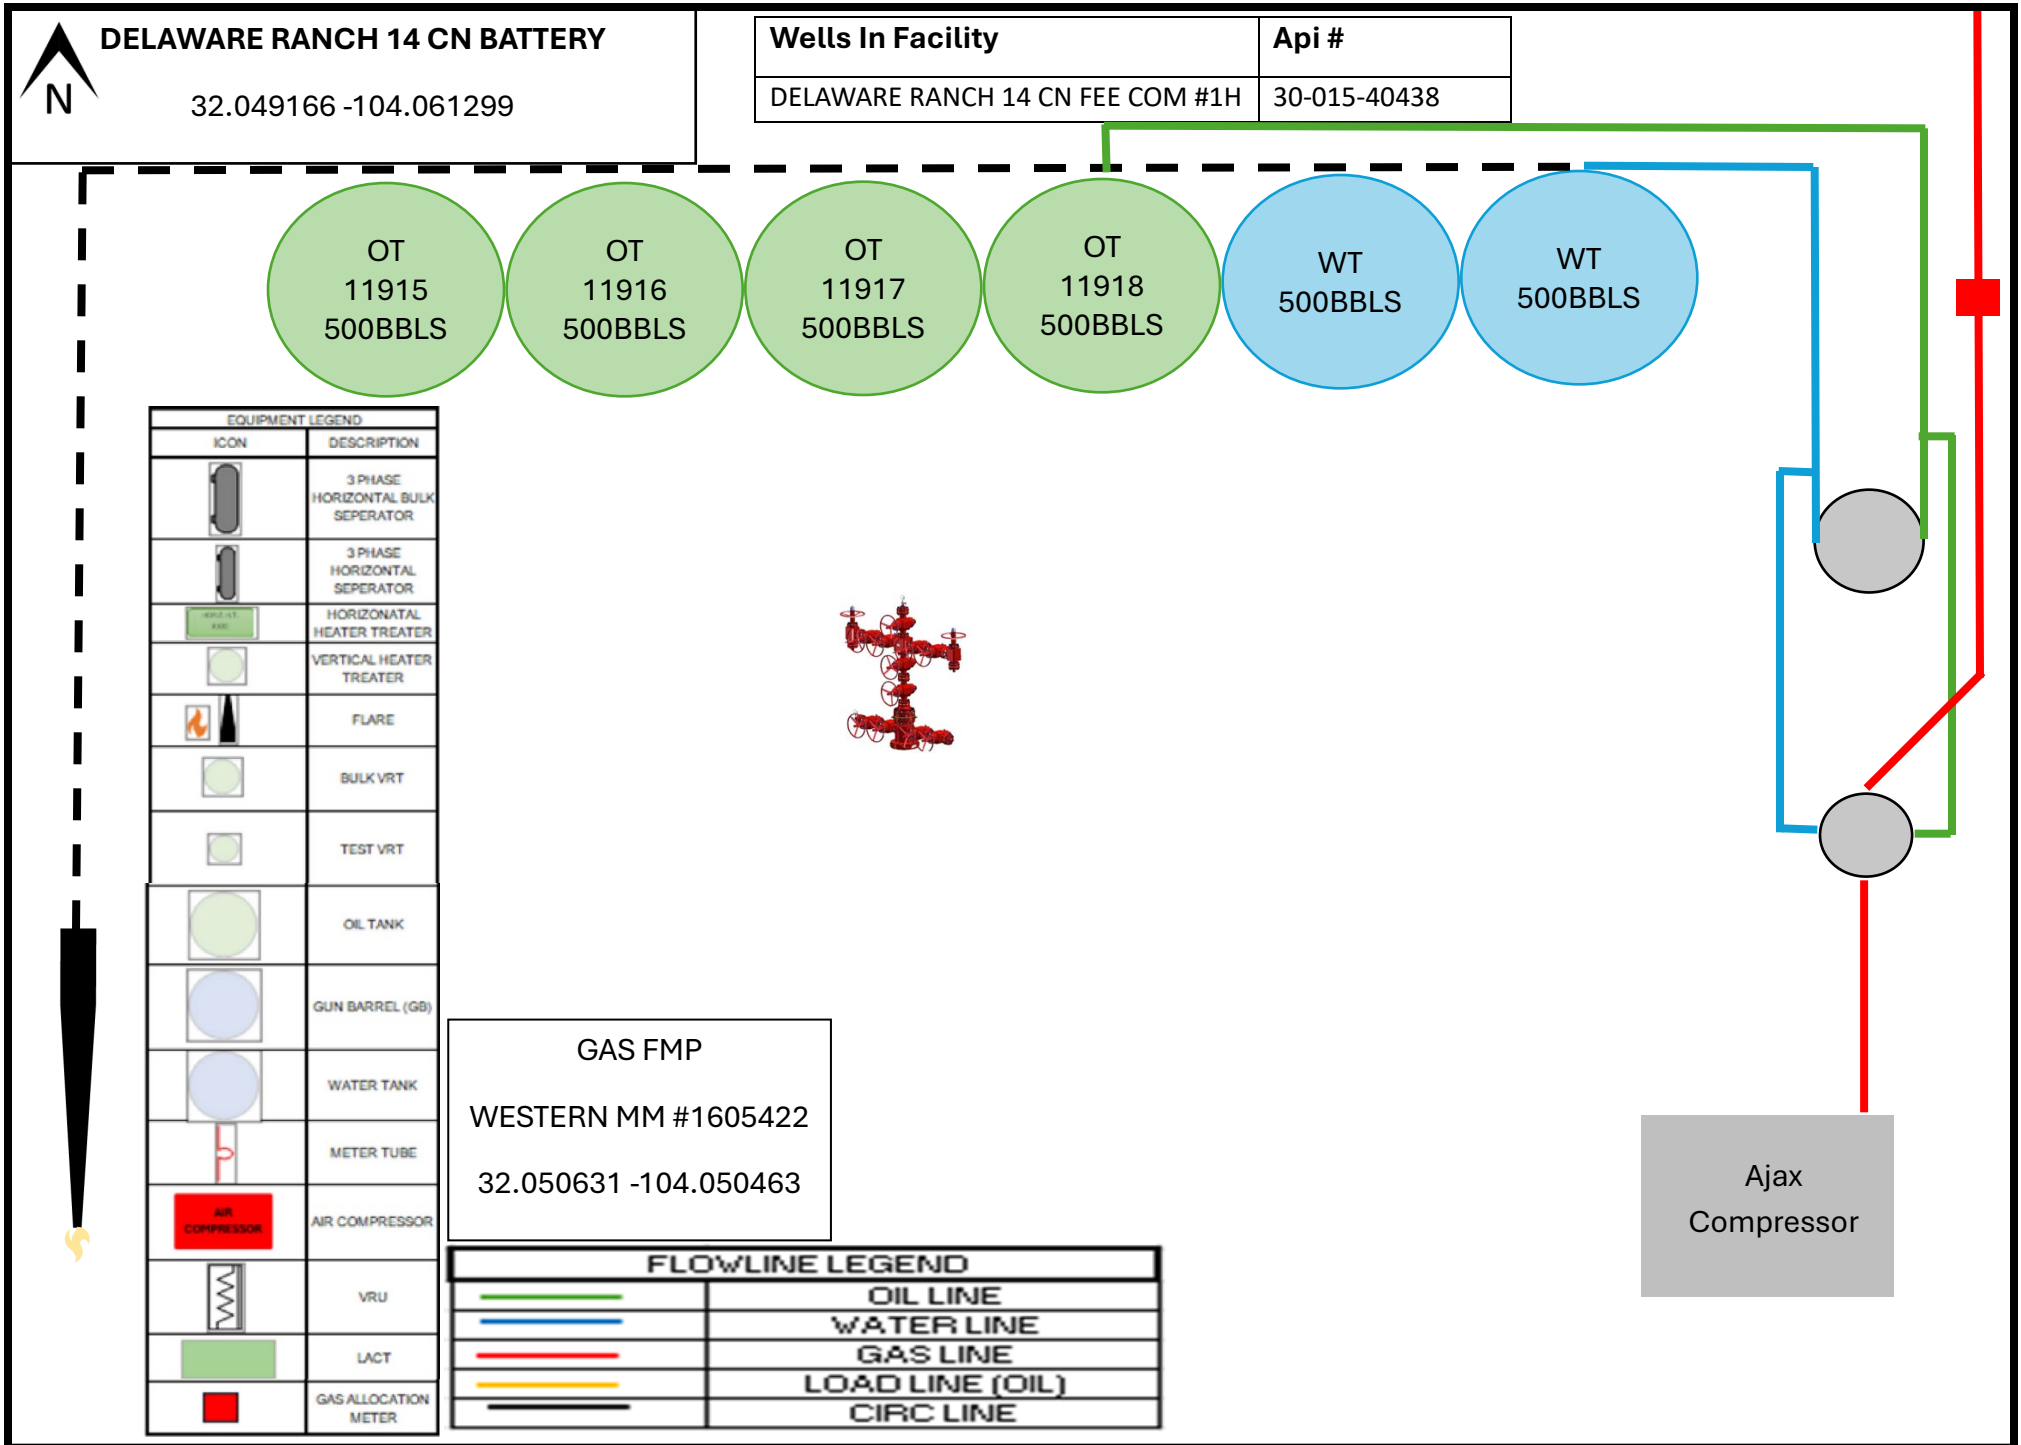 DELAWARE RANCH 14 CN BATTERY
N
32.049166 -104.061299
Wells In Facility Api #
DELAWARE RANCH 14 CN FEE COM #1H 30-015-40438
OT
11915
500BBLS
OT
11916
500BBLS
OT
11917
500BBLS
OT
11918
500BBLS
WT
500BBLS
WT
500BBLS
EQUIPMENT LEGEND
ICON DESCRIPTION
3 PHASE
HORIZONTAL BULK
SEPERATOR
3 PHASE
HORIZONTAL
SEPERATOR
HORIZONATAL
HEATER TREATER
VERTICAL HEATER
TREATER
FLARE
BULK VRT
TEST VRT
OIL TANK
GUN BARREL (GB)
WATER TANK
METER TUBE
AIR
COMPRESSOR
AIR COMPRESSOR
VRU
LACT
GAS ALLOCATION
METER
GAS FMP
WESTERN MM #1605422
32.050631 -104.050463
FLOWLINE LEGEND
OIL LINE
WATER LINE
GAS LINE
LOAD LINE (OIL)
CIRC LINE
Ajax
Compressor